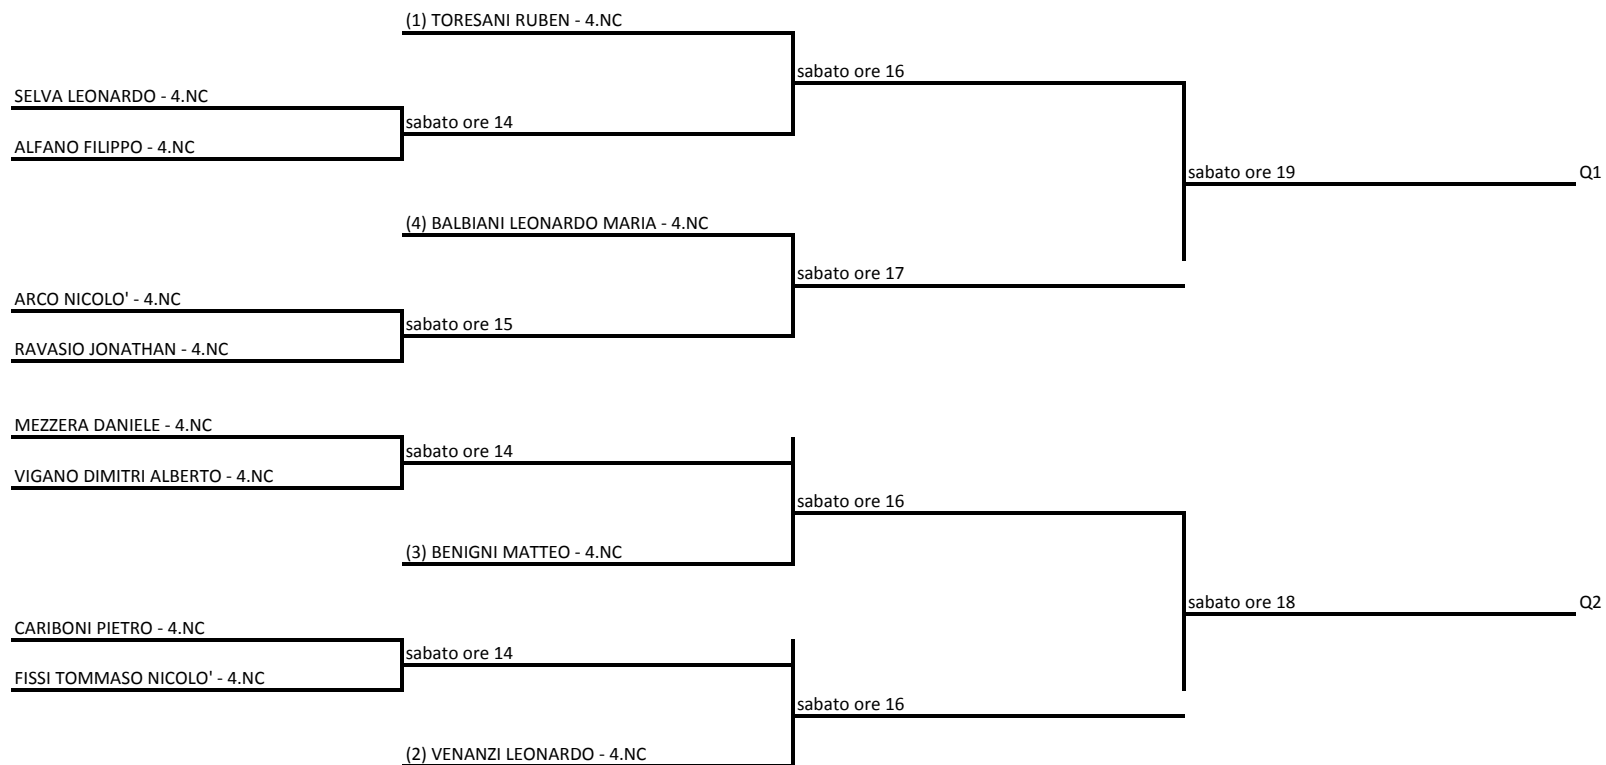 (1) TORESANI RUBEN - 4.NC
sabato ore 16
SELVA LEONARDO - 4.NC
sabato ore 14
ALFANO FILIPPO - 4.NC
sabato ore 19
Q1
(4) BALBIANI LEONARDO MARIA - 4.NC
sabato ore 17
ARCO NICOLO' - 4.NC
sabato ore 15
RAVASIO JONATHAN - 4.NC
MEZZERA DANIELE - 4.NC
sabato ore 14
VIGANO DIMITRI ALBERTO - 4.NC
sabato ore 16
(3) BENIGNI MATTEO - 4.NC
sabato ore 18
Q2
CARIBONI PIETRO - 4.NC
sabato ore 14
FISSI TOMMASO NICOLO' - 4.NC
sabato ore 16
(2) VENANZI LEONARDO - 4.NC